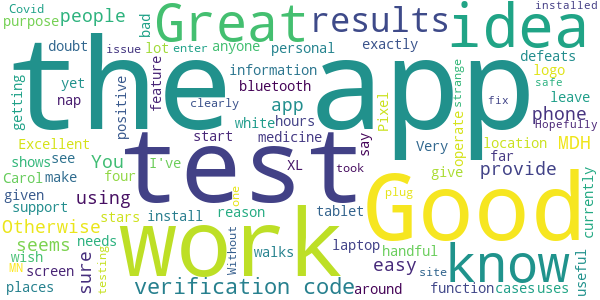 Covid
purpose
people
bad
Great
results
idea
installed
doubt
issue
enter
anyone
personal
exactly
defeats
lot
logo
safe
strange
the app
getting
yet
nap
positive
feature
information
bluetooth
app
white
hours
Pixel
phone
leave
fix
Hopefully
clearly
Excellent
start
medicine
test
say
Very
operate
location
MDH
shows
see
You
I've
XL
took
far
provide
Carol
make
four
using
give
given
support
stars
install
reason
one
tablet
plug
Good
currently
Otherwise
seems
needs
work
Without
walks
laptop
handful
know
useful
wish
MN
screen
sure
testing
easy
site
places
verification code
around
function
cases
uses